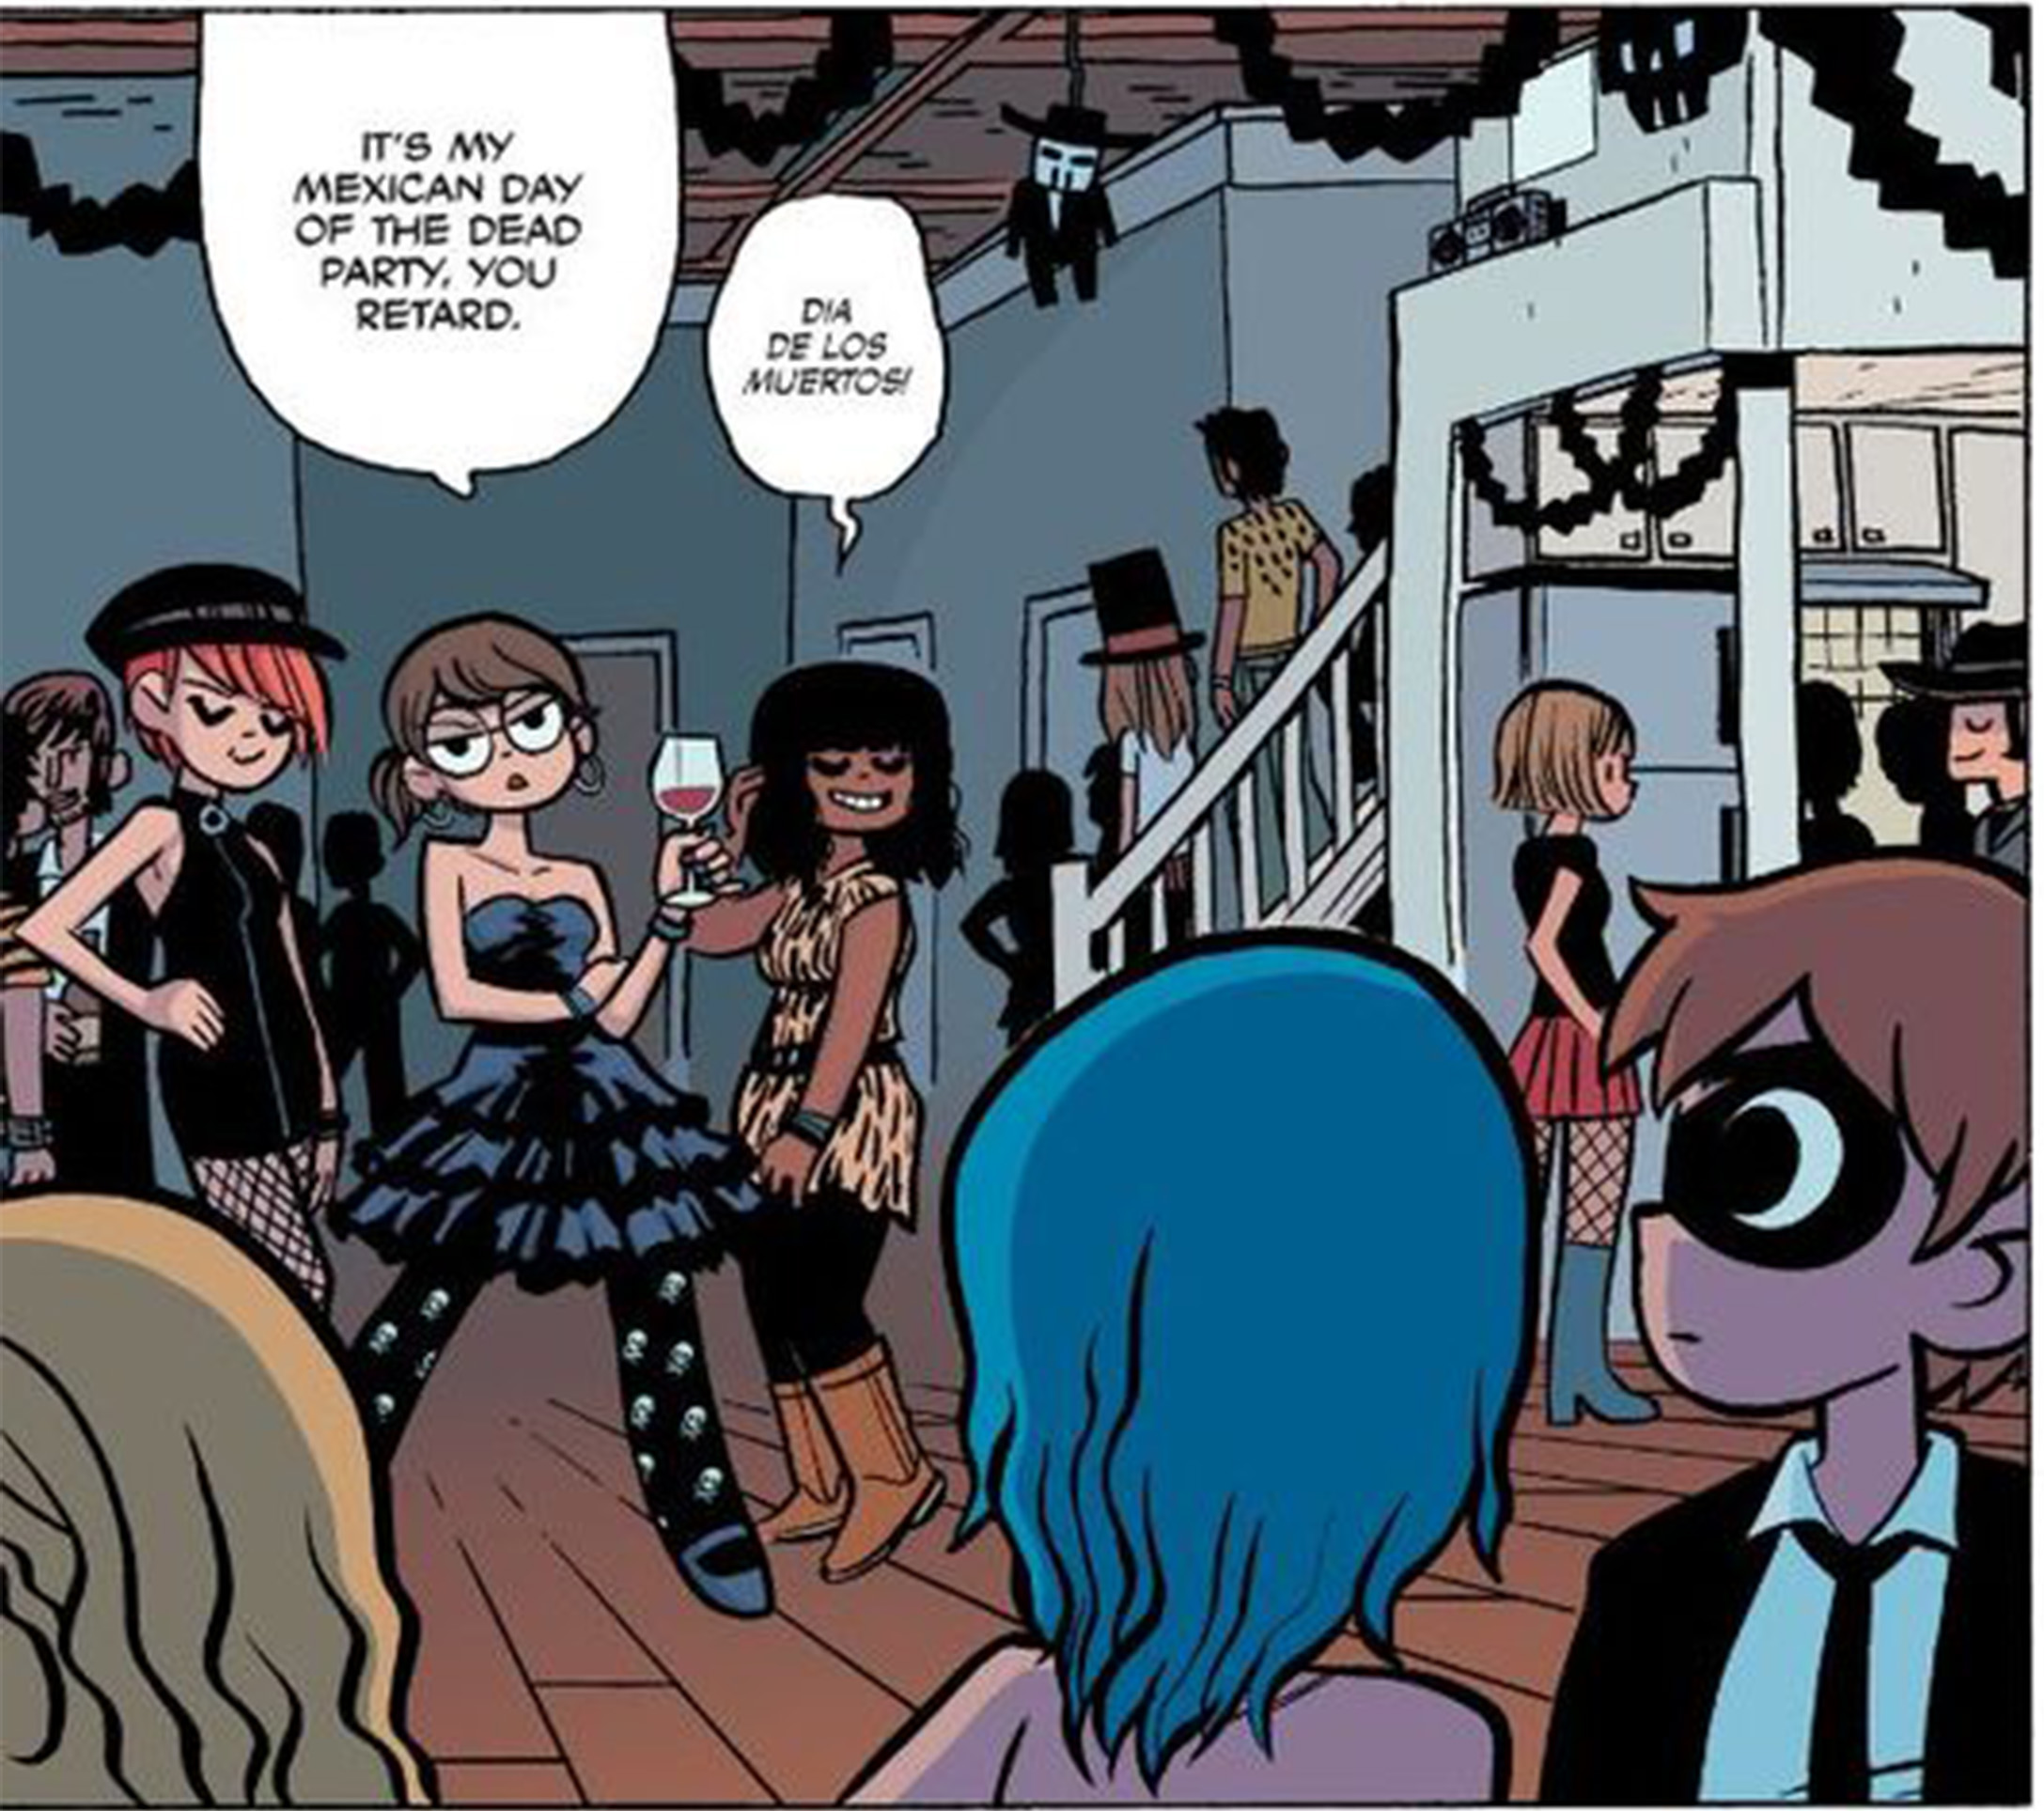 IT'S MY
MEXICAN DAY
OF THE DEAD
PARTY, YOU
RETARD.
DIA
DE LOS
MUERTOS!